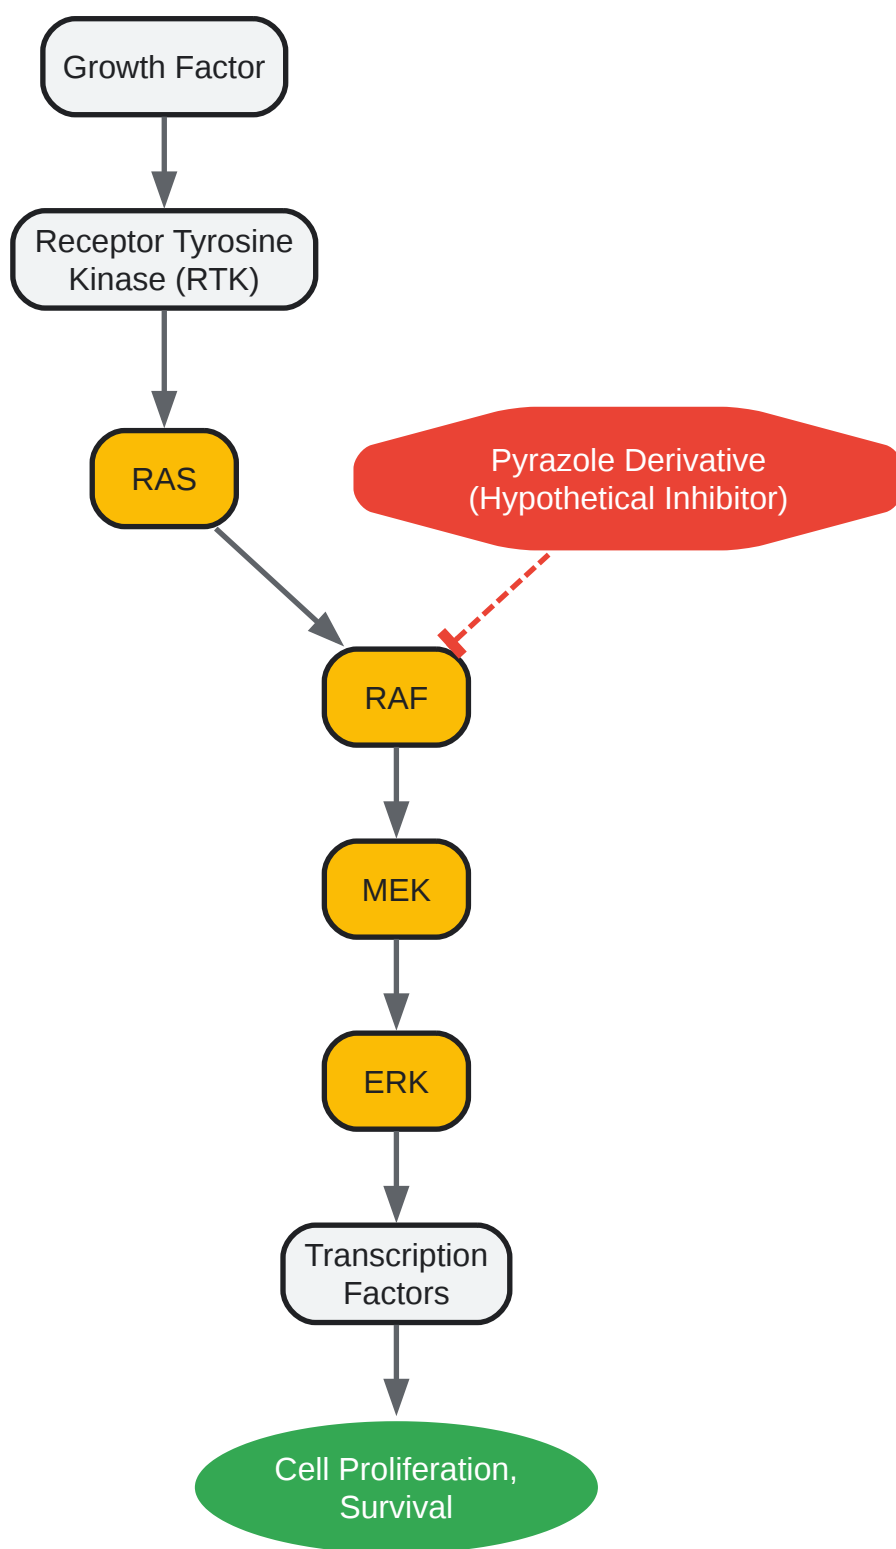 Growth Factor
Receptor Tyrosine
Kinase (RTK)
RAS
Pyrazole Derivative
(Hypothetical Inhibitor)
RAF
MEK
ERK
Transcription
Factors
Cell Proliferation,
Survival